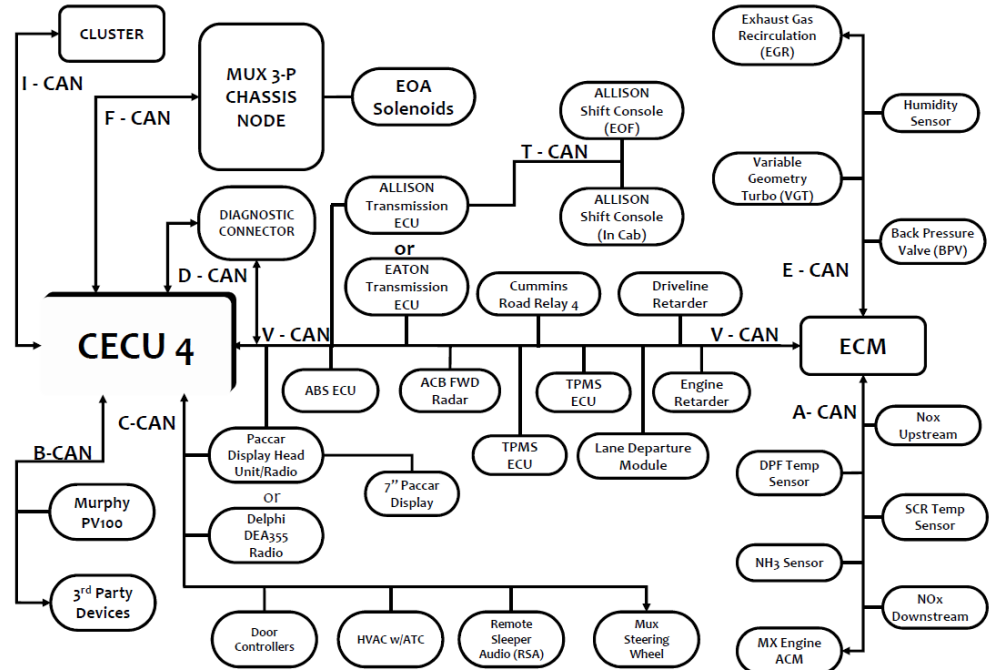 CLUSTER
I - CAN
F - CAN
MUX 3-P
CHASSIS
NODE
EOA
Solenoids
ALLISON
Shift Console
(EOF)
T - CAN
ALLISON
Shift Console
(In Cab)
ALLISON
Transmission
ECU
or
EATON
Transmission
ECU
DIAGNOSTIC
CONNECTOR
D - CAN
Exhaust Gas
Recirculation
(EGR)
Humidity
Sensor
Variable
Geometry
Turbo (VGT)
Back Pressure
Valve (BPV)
E - CAN
Cummins
Road Relay 4
Driveline
Retarder
CECU 4
V - CAN
V - CAN
ECM
ABS ECU
ACB FWD
Radar
TPMS
ECU
Engine
Retarder
TPMS
ECU
Lane Departure
Module
A- CAN
Nox
Upstream
DPF Temp
Sensor
SCR Temp
Sensor
NH3 Sensor
NOx
Downstream
MX Engine
ACM
C-CAN
B-CAN
Paccar
Display Head
Unit/Radio
7” Paccar
Display
or
Delphi
DEA355
Radio
Murphy
PV100
3rd Party
Devices
Door
Controllers
HVAC w/ATC
Remote
Sleeper
Audio (RSA)
Mux
Steering
Wheel